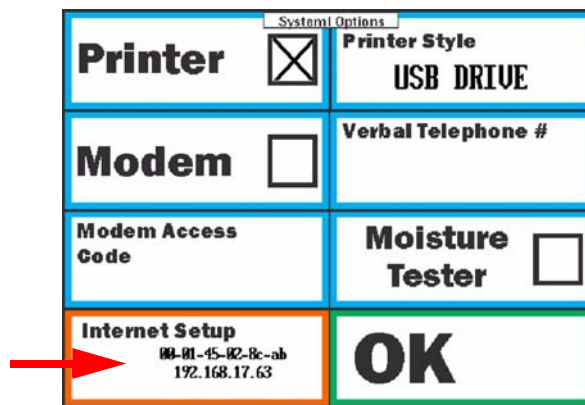 System1 Options
Printer
Printer Style
USB DRIVE
Modem
Verbal Telephone #
Modem Access
Code
Moisture
Tester
Internet Setup
00-01-45-02-8c-ab
192.168.17.63
OK